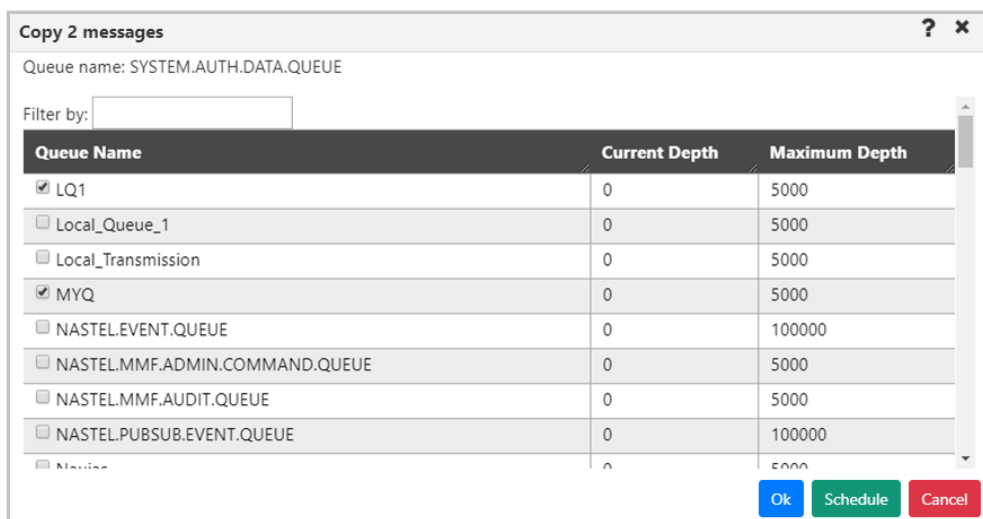 Copy 2 messages ? ×
Queue name: SYSTEM.AUTH.DATA.QUEUE
Filter by:
Queue Name Current Depth Maximum Depth
LQ1 0 5000
Local_Queue_1 0 5000
Local_Transmission 0 5000
MYQ 0 5000
NASTEL.EVENT.QUEUE 0 100000
NASTEL.MMF.ADMIN.COMMAND.QUEUE 0 5000
NASTEL.MMF.AUDIT.QUEUE 0 5000
NASTEL.PUBSUB.EVENT.QUEUE 0 100000
Ok Schedule Cancel